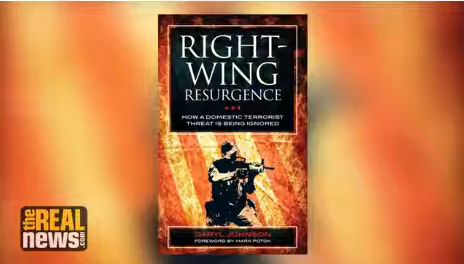 RIGHT-
WING
RESURGENCE
HOW A DOMESTIC TERRORIST
THREAT IS BEING IGNORED
DARYL JOHNSON
FOREWORD BY MARK POTOK
the REAL
news.com